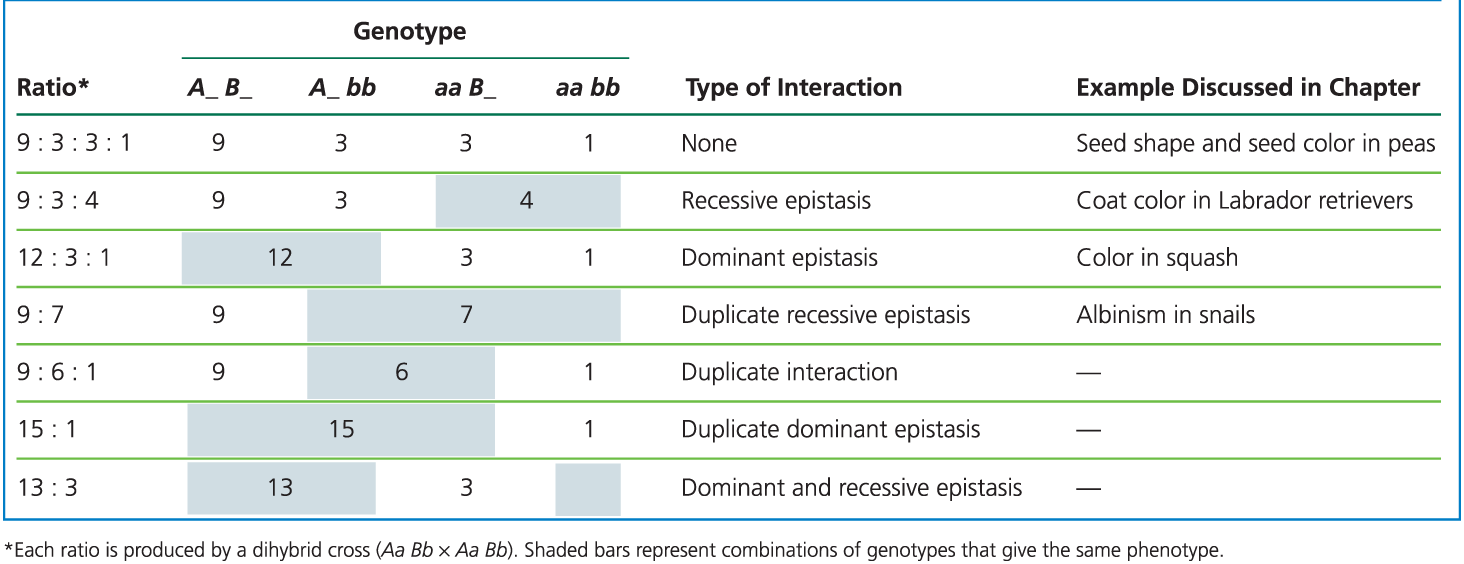 Genotype
Ratio* A_ B_ A_ bb aa B_ aa bb Type of Interaction Example Discussed in Chapter
9 : 3 : 3 : 1 9 3 3 1 None Seed shape and seed color in peas
9 : 3 : 4 9 3 4 Recessive epistasis Coat color in Labrador retrievers
12 : 3 : 1 12 3 1 Dominant epistasis Color in squash
9 : 7 9 7 Duplicate recessive epistasis Albinism in snails
9 : 6 : 1 9 6 1 Duplicate interaction —
15 : 1 15 1 Duplicate dominant epistasis —
13 : 3 13 3 Dominant and recessive epistasis —
*Each ratio is produced by a dihybrid cross (Aa Bb × Aa Bb). Shaded bars represent combinations of genotypes that give the same phenotype.